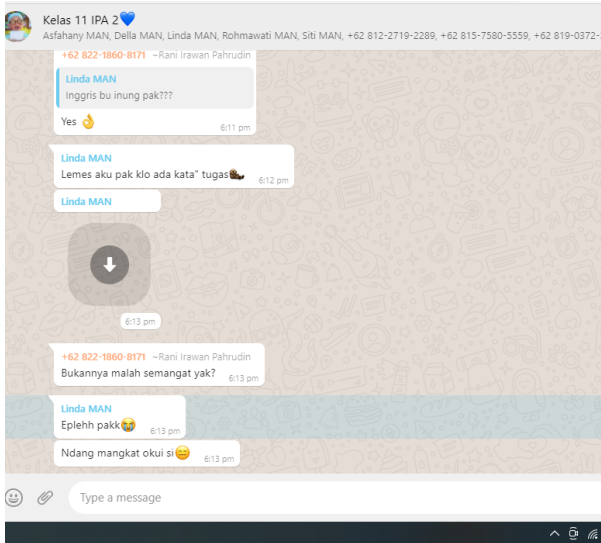 Kelas 11 IPA 2💙
Asfahany MAN, Della MAN, Linda MAN, Rohmawati MAN, Siti MAN, +62 812-2719-2289, +62 815-7580-5559, +62 819-0372-
+62 822-1860-8171 ~Rani Irawan Pahrudin
Linda MAN
Inggris bu inung pak???
Yes 👌
6:11 pm
Linda MAN
Lemes aku pak klo ada kata" tugas
6:12 pm
Linda MAN
6:13 pm
+62 822-1860-8171 ~Rani Irawan Pahrudin
Bukannya malah semangat yak?
6:13 pm
Linda MAN
Eplehh pakk😭
6:13 pm
Ndang mangkat okui si😑
6:13 pm
Type a message